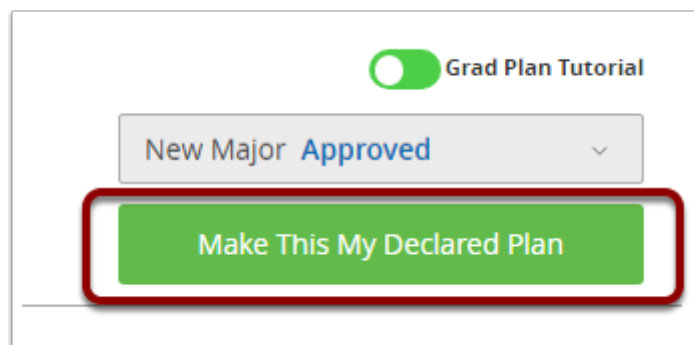 Grad Plan Tutorial
New Major Approved
Make This My Declared Plan